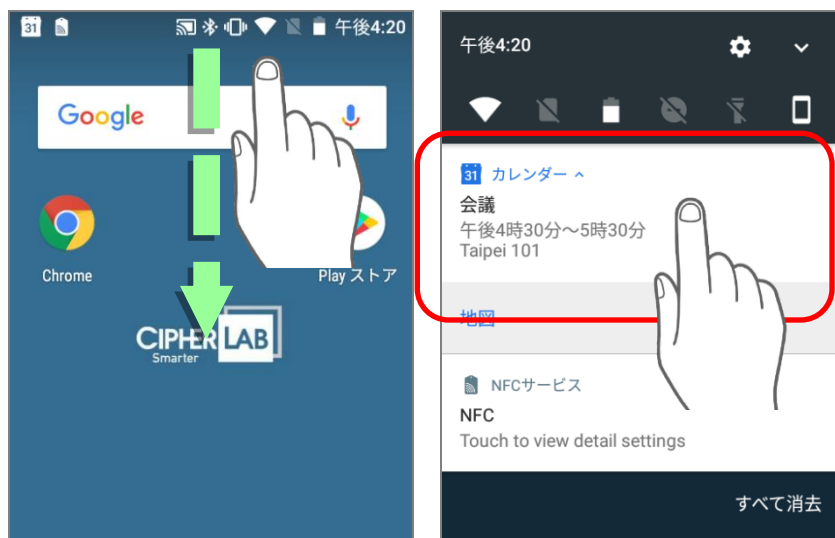 31
午後4:20
Google
Chrome
Play ストア
CIPHERLAB
Smarter
午後4:20
31 カレンダー
会議
午後4時30分～5時30分
Taipei 101
地図
NFCサービス
NFC
Touch to view detail settings
すべて消去